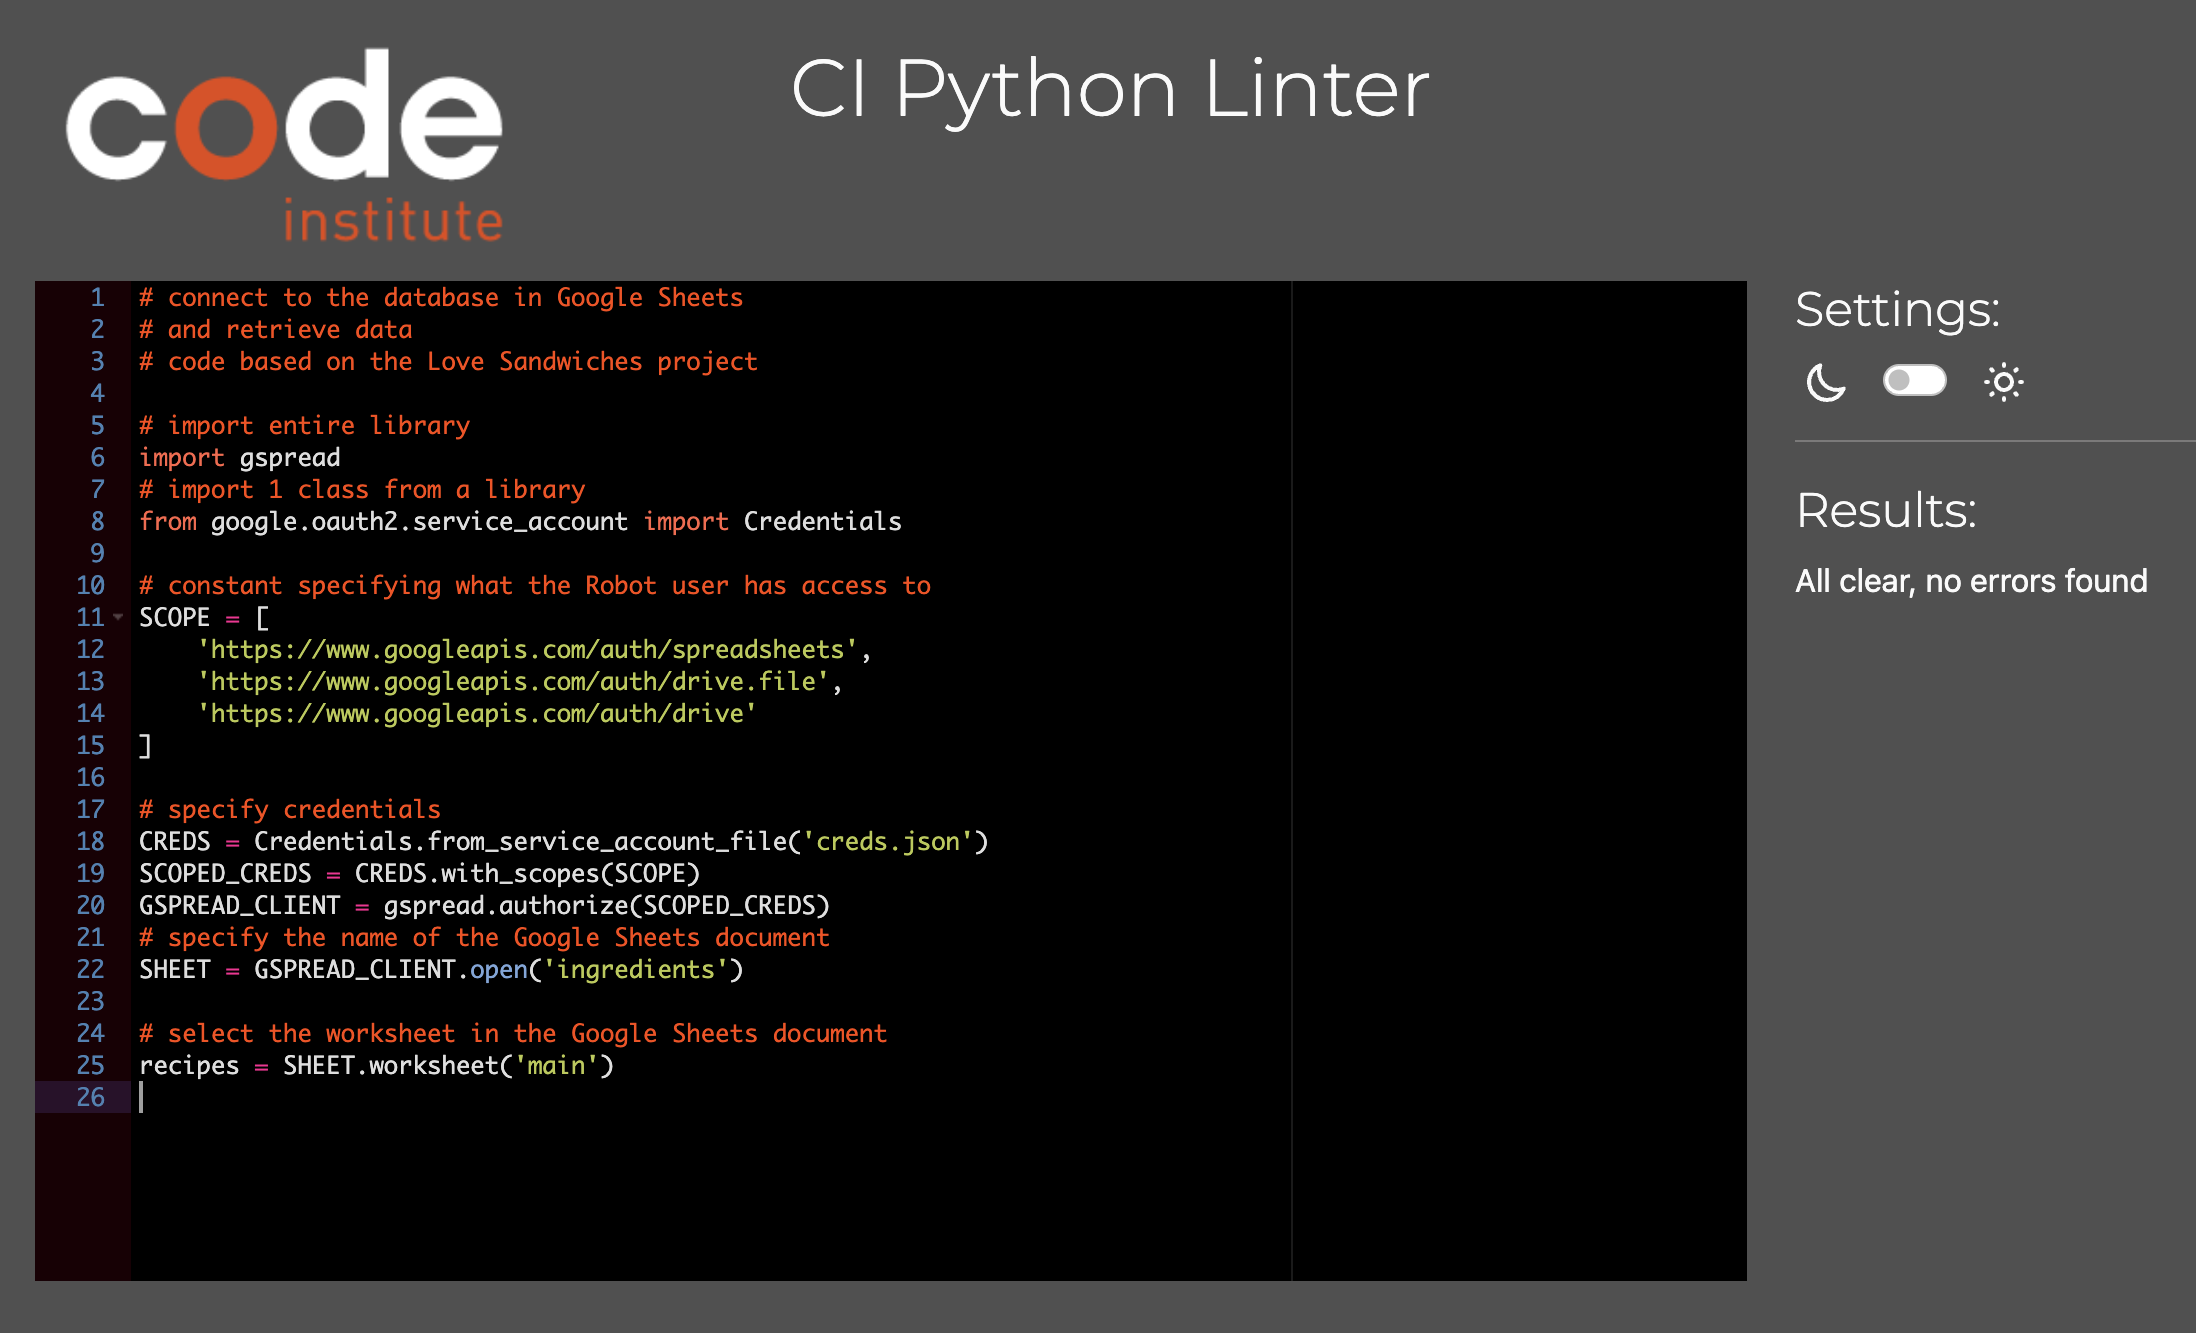 code
institute
CI Python Linter
1 # connect to the database in Google Sheets
2 # and retrieve data
3 # code based on the Love Sandwiches project
4
5 # import entire library
6 import gspread
7 # import 1 class from a library
8 from google.oauth2.service_account import Credentials
9
10 # constant specifying what the Robot user has access to
11 SCOPE = [
12     'https://www.googleapis.com/auth/spreadsheets',
13     'https://www.googleapis.com/auth/drive.file',
14     'https://www.googleapis.com/auth/drive'
15 ]
16
17 # specify credentials
18 CREDS = Credentials.from_service_account_file('creds.json')
19 SCOPED_CREDS = CREDS.with_scopes(SCOPE)
20 GSPREAD_CLIENT = gspread.authorize(SCOPED_CREDS)
21 # specify the name of the Google Sheets document
22 SHEET = GSPREAD_CLIENT.open('ingredients')
23
24 # select the worksheet in the Google Sheets document
25 recipes = SHEET.worksheet('main')
26
Settings:
Results:
All clear, no errors found